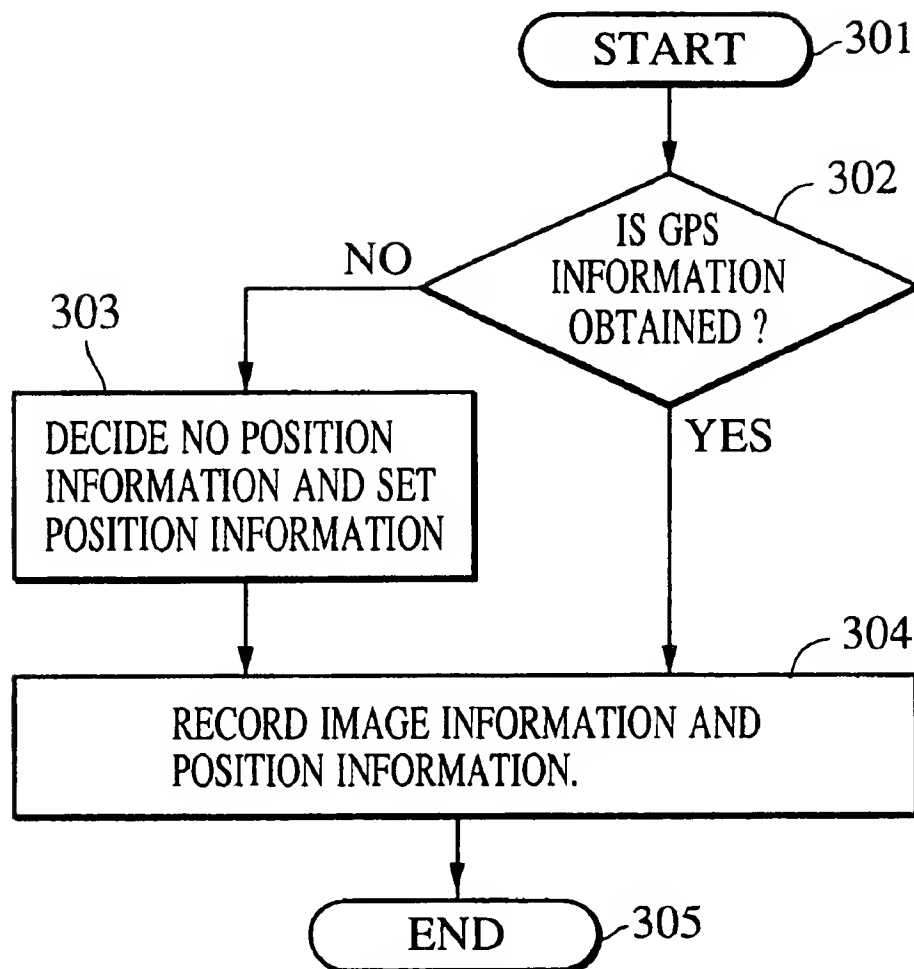 START
301
302
IS GPS
INFORMATION
OBTAINED ?
NO
303
YES
DECIDE NO POSITION
INFORMATION AND SET
POSITION INFORMATION
304
RECORD IMAGE INFORMATION AND
POSITION INFORMATION.
END
305